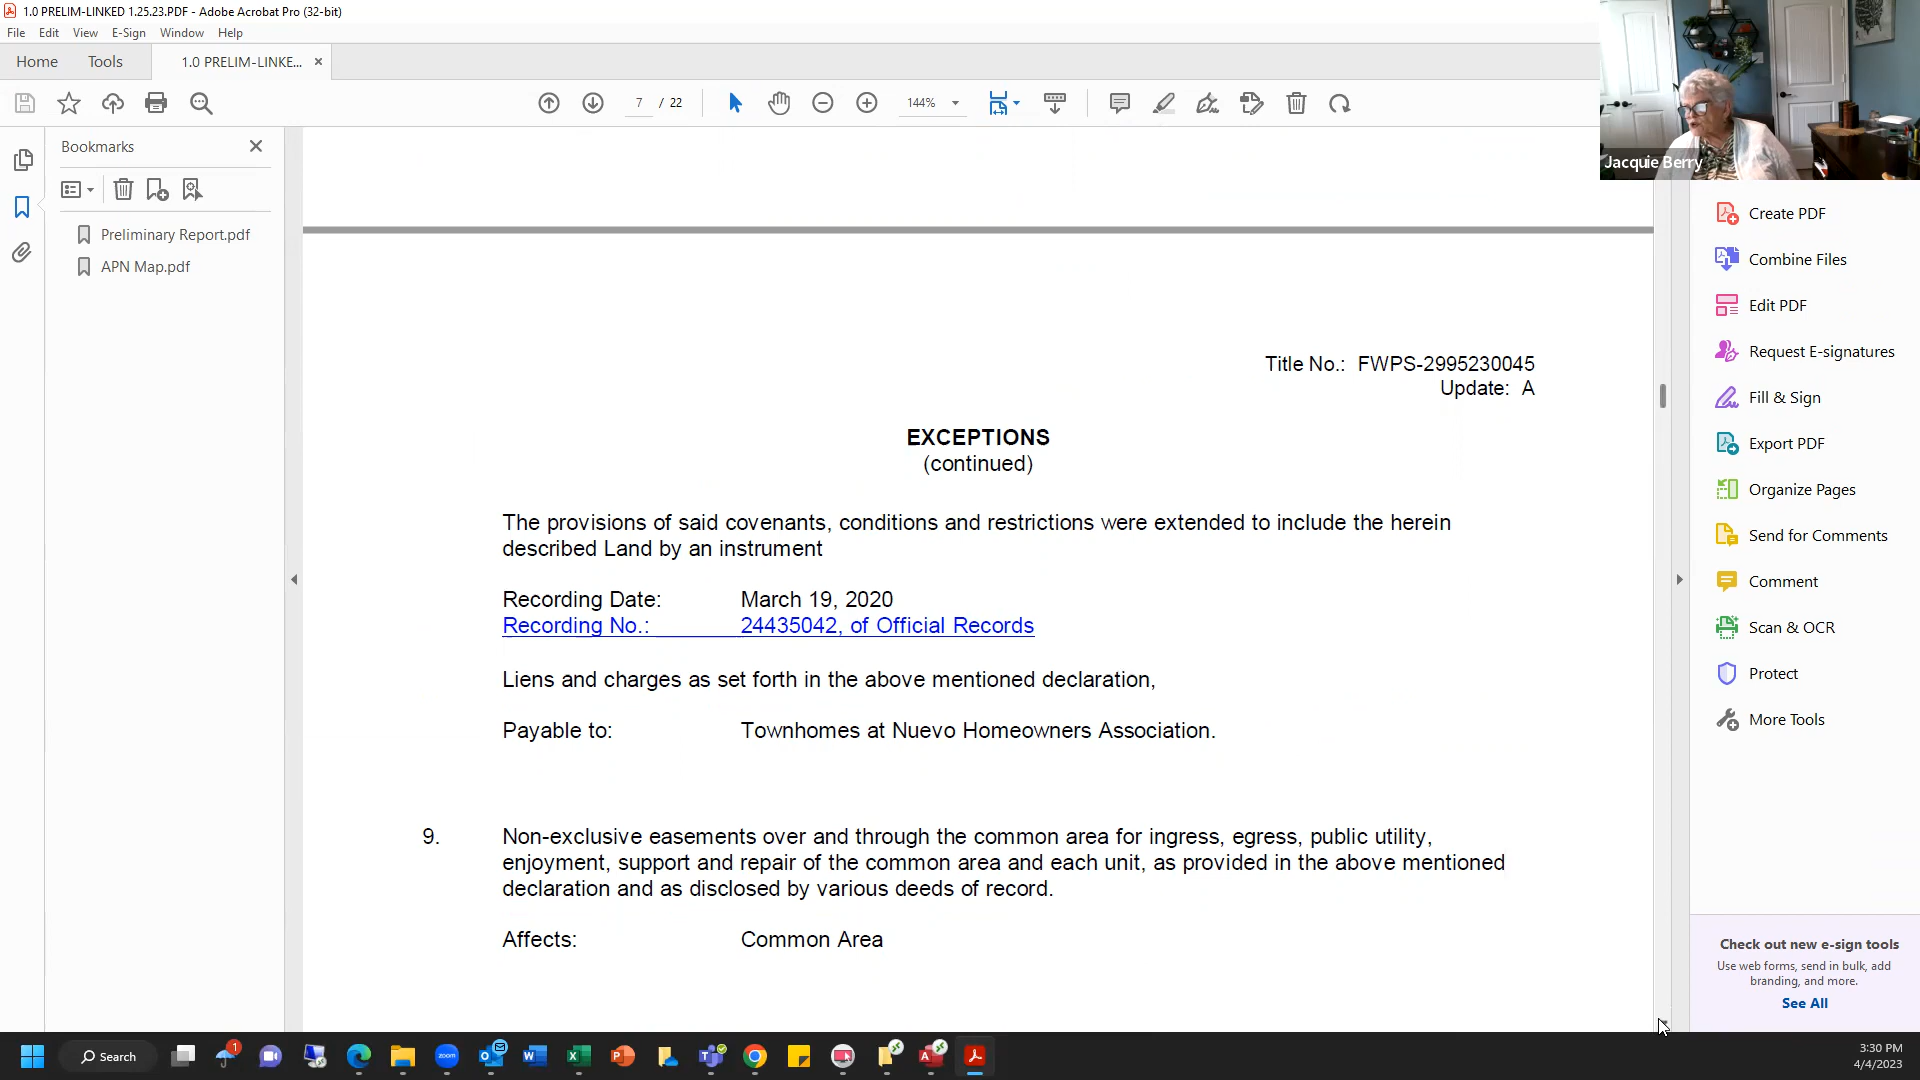 1.0 PRELIM-LINKED 1.25.23.PDF - Adobe Acrobat Pro (32-bit)
File Edit View E-Sign Window Help
Home Tools 1.0 PRELIM-LINKE... ×
7 / 22 144%
Jacquie Berry
Bookmarks
Preliminary Report.pdf
APN Map.pdf
Title No.: FWPS-2995230045
Update: A
EXCEPTIONS
(continued)
The provisions of said covenants, conditions and restrictions were extended to include the herein
described Land by an instrument
Recording Date: March 19, 2020
Recording No.: 24435042, of Official Records
Liens and charges as set forth in the above mentioned declaration,
Payable to: Townhomes at Nuevo Homeowners Association.
9. Non-exclusive easements over and through the common area for ingress, egress, public utility,
enjoyment, support and repair of the common area and each unit, as provided in the above mentioned
declaration and as disclosed by various deeds of record.
Affects: Common Area
Create PDF
Combine Files
Edit PDF
Request E-signatures
Fill & Sign
Export PDF
Organize Pages
Send for Comments
Comment
Scan & OCR
Protect
More Tools
Check out new e-sign tools
Use web forms, send in bulk, add
branding, and more.
See All
Search
1
zoom
3:30 PM
4/4/2023